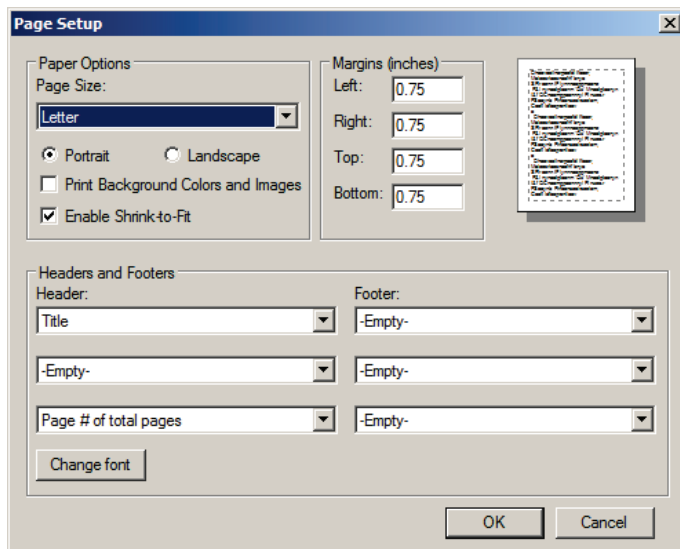 Page Setup
Paper Options
Page Size:
Letter
Portrait Landscape
Print Background Colors and Images
Enable Shrink-to-Fit
Margins (inches)
Left: 0.75
Right: 0.75
Top: 0.75
Bottom: 0.75
Headers and Footers
Header: Footer:
Title -Empty-
-Empty- -Empty-
Page # of total pages -Empty-
Change font
OK Cancel